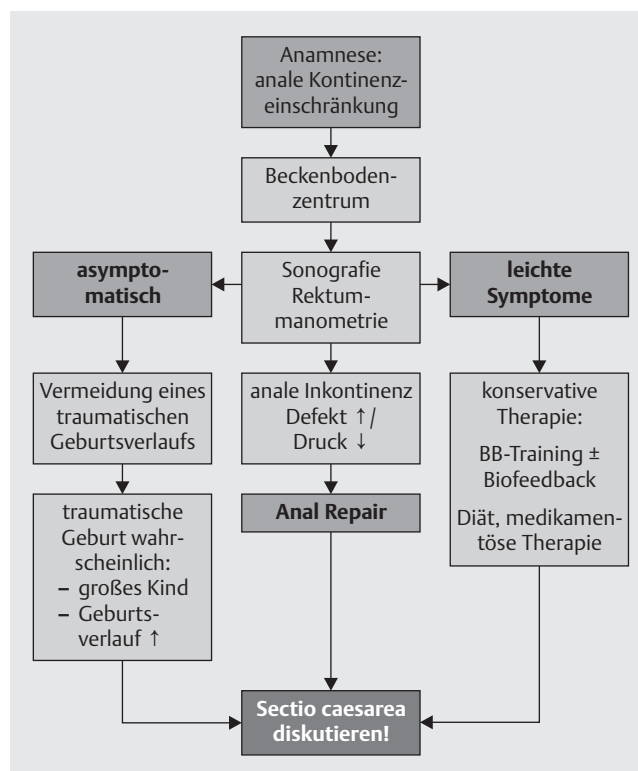 Anamnese:
anale Kontinenz-
einschränkung
Beckenboden-
zentrum
asympto-
matisch
Sonografie
Rektum-
manometrie
leichte
Symptome
Vermeidung eines
traumatischen
Geburtsverlaufs
anale Inkontinenz
Defekt ↑/
Druck ↓
konservative
Therapie:
BB-Training ±
Biofeedback
Diät, medikamen-
töse Therapie
traumatische
Geburt wahr-
scheinlich:
– großes Kind
– Geburts-
verlauf ↑
Anal Repair
Sectio caesarea
diskutieren!